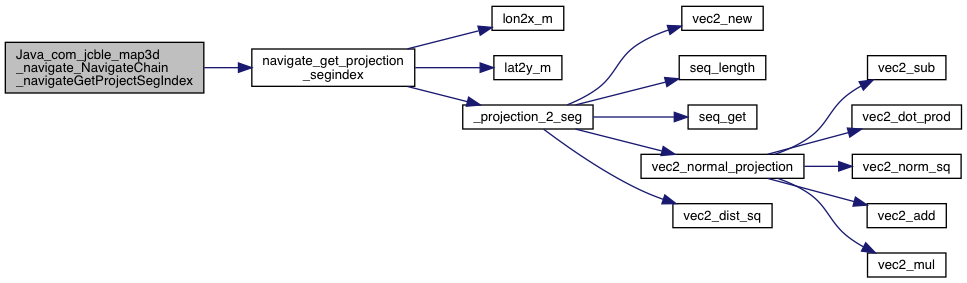 Java_com_jcble_map3d
_navigate_NavigateChain
_navigateGetProjectSegIndex
navigate_get_projection
_segindex
lon2x_m
lat2y_m
_projection_2_seg
vec2_new
seq_length
seq_get
vec2_normal_projection
vec2_dist_sq
vec2_sub
vec2_dot_prod
vec2_norm_sq
vec2_add
vec2_mul